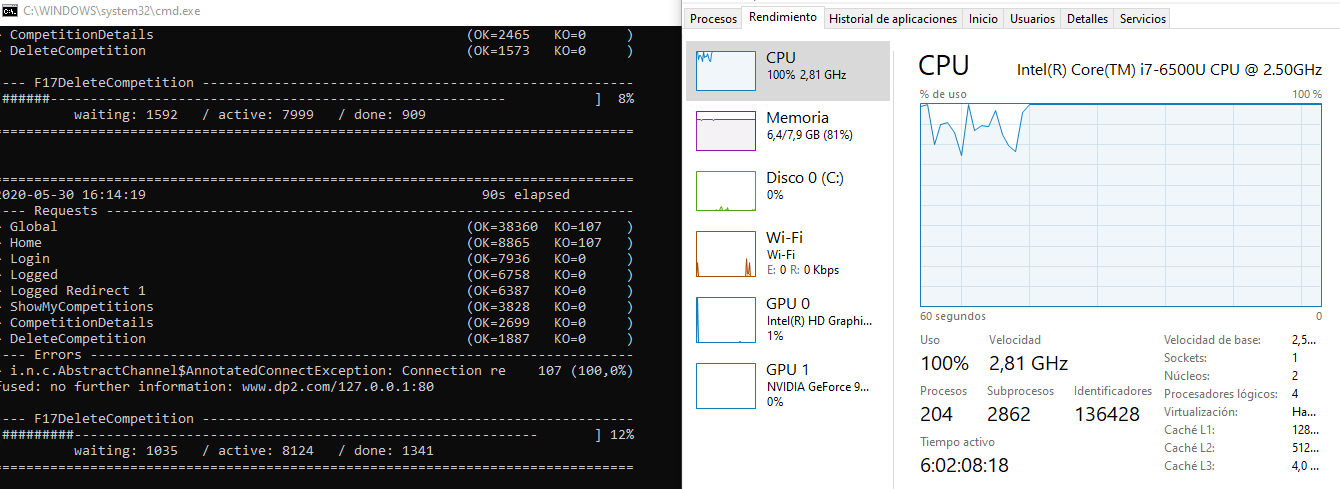 C:\WINDOWS\system32\cmd.exe
CompetitionDetails (OK=2465 KO=0 )
DeleteCompetition (OK=1573 KO=0 )
--- F17DeleteCompetition ---------------------------------------------------------
######---------------------------------------------------------- ] 8%
waiting: 1592 / active: 7999 / done: 909
================================================================================
================================================================================
2020-05-30 16:14:19 90s elapsed
--- Requests ------------------------------------------------------------------
Global (OK=38360 KO=107 )
Home (OK=8865 KO=107 )
Login (OK=7936 KO=0 )
Logged (OK=6758 KO=0 )
Logged Redirect 1 (OK=6387 KO=0 )
ShowMyCompetitions (OK=3828 KO=0 )
CompetitionDetails (OK=2699 KO=0 )
DeleteCompetition (OK=1887 KO=0 )
--- Errors --------------------------------------------------------------------
i.n.c.AbstractChannel$AnnotatedConnectException: Connection re 107 (100,0%)
fused: no further information: www.dp2.com/127.0.0.1:80
--- F17DeleteCompetition ---------------------------------------------------------
#########----------------------------------------------------------- ] 12%
waiting: 1035 / active: 8124 / done: 1341
================================================================================
Procesos Rendimiento Historial de aplicaciones Inicio Usuarios Detalles Servicios
CPU
100% 2,81 GHz
Memoria
6,4/7,9 GB (81%)
Disco 0 (C:)
0%
Wi-Fi
Wi-Fi
E: 0 R: 0 Kbps
GPU 0
Intel(R) HD Graphi...
1%
GPU 1
NVIDIA GeForce 9...
0%
CPU Intel(R) Core(TM) i7-6500U CPU @ 2.50GHz
% de uso 100 %
60 segundos 0
Uso Velocidad
100% 2,81 GHz
Procesos Subprocesos Identificadores
204 2862 136428
Tiempo activo
6:02:08:18
Velocidad de base: 2,5...
Sockets: 1
Núcleos: 2
Procesadores lógicos: 4
Virtualización: Ha...
Caché L1: 128...
Caché L2: 512...
Caché L3: 4,0 ...